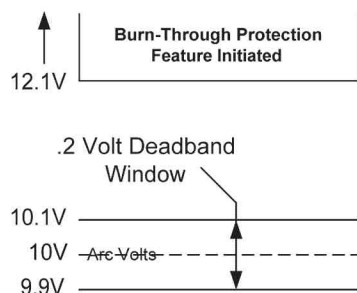 Burn-Through Protection
Feature Initiated
12.1V
.2 Volt Deadband
Window
10.1V
10V Arc Volts
9.9V